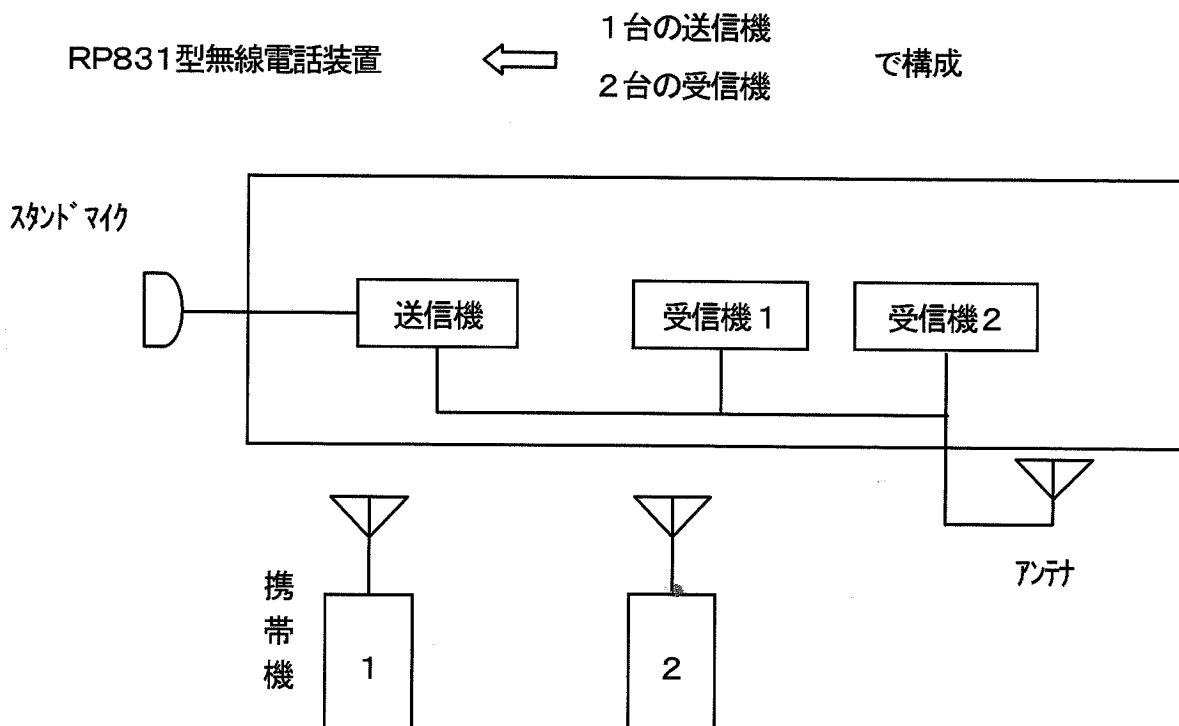 RP831型無線電話装置
1台の送信機
2台の受信機
で構成
スタンドマイク
送信機
受信機1
受信機2
アンテナ
携帯機
1
2